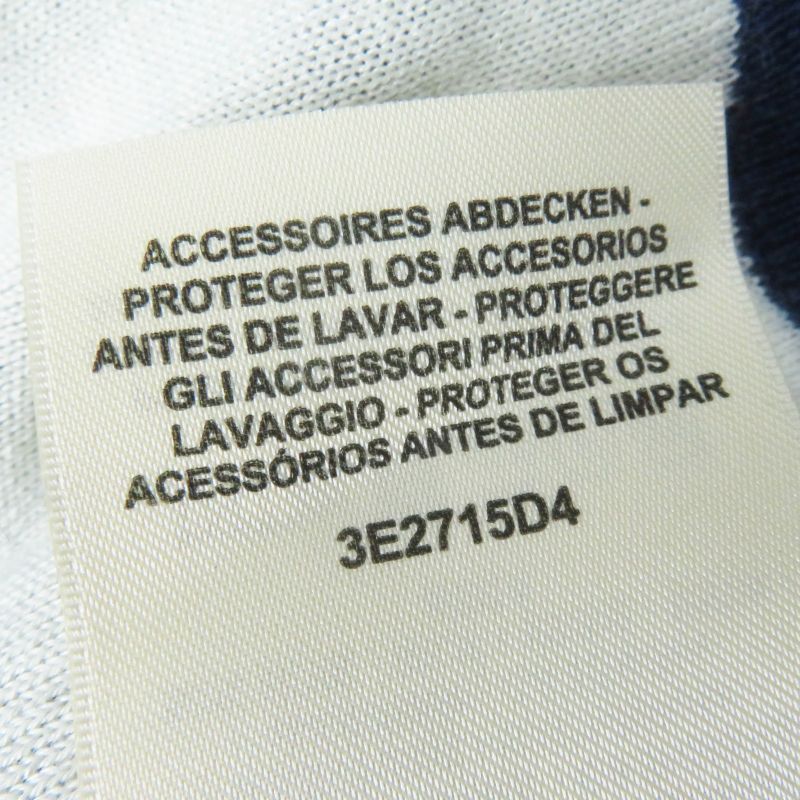 ACCESSOIRES ABDECKEN -
PROTEGER LOS ACCESORIOS
ANTES DE LAVAR - PROTEGGERE
GLI ACCESSORI PRIMA DEL
LAVAGGIO - PROTEGER OS
ACESSÓRIOS ANTES DE LIMPAR
3E2715D4